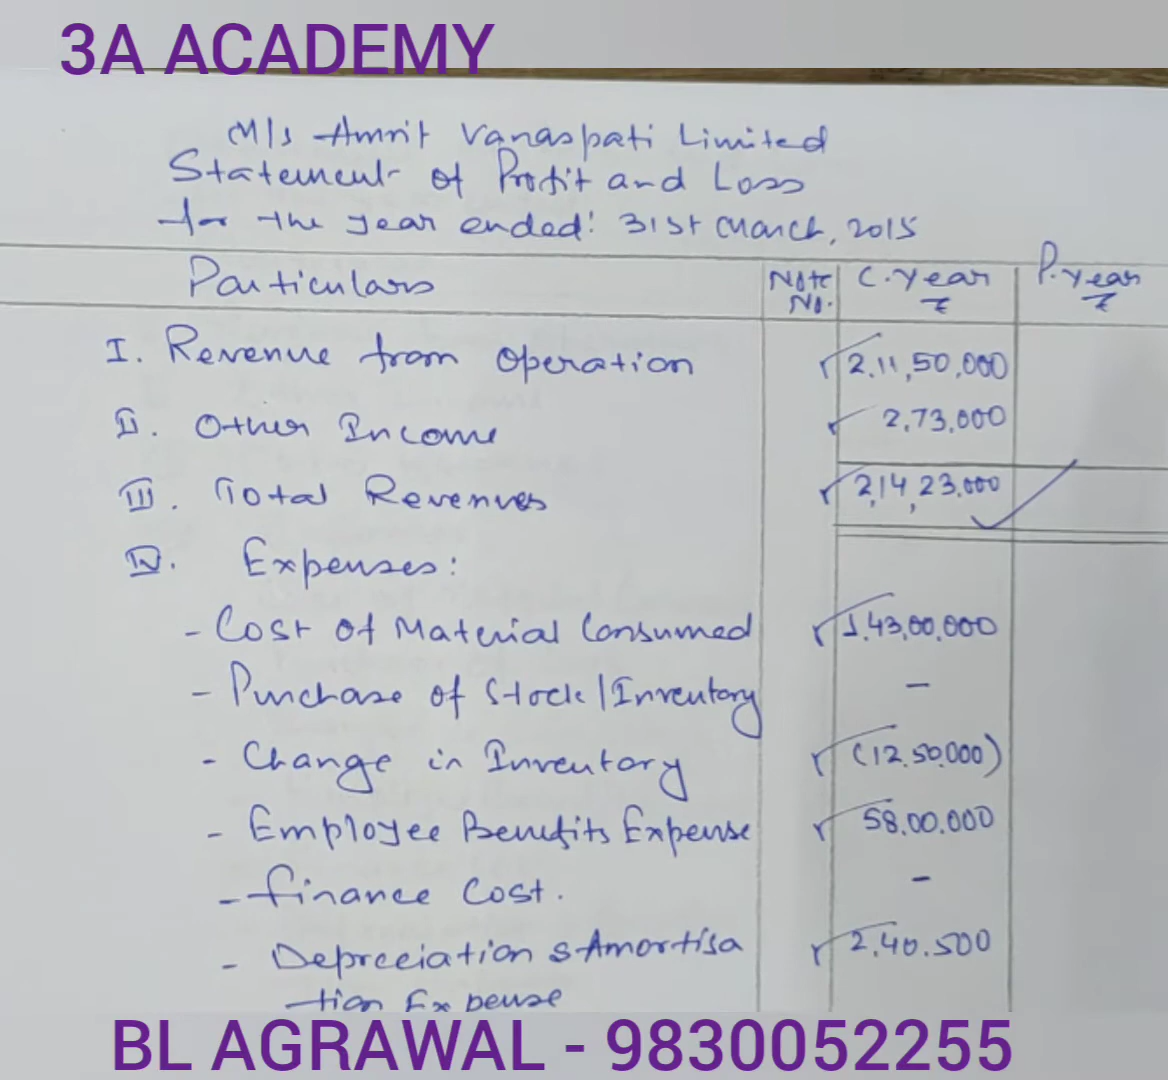 3A ACADEMY
M/s Amrit Vanaspati Limited
Statement of Profit and Loss
for the year ended: 31st March, 2015
Particulars Note No. C.year ₹ P.year ₹
I. Revenue from operation 2,11,50,000
II. Other Income 2,73,000
III. Total Revenues 2,14,23,000
IV. Expenses:
- Cost of Material Consumed 1,43,00,000
- Purchase of Stock/Inventory -
- Change in Inventory (12,50,000)
- Employee Benefits Expense 58,00,000
- finance Cost. -
- Depreciation & Amortisa 2,40,500
tion Expense
BL AGRAWAL - 9830052255